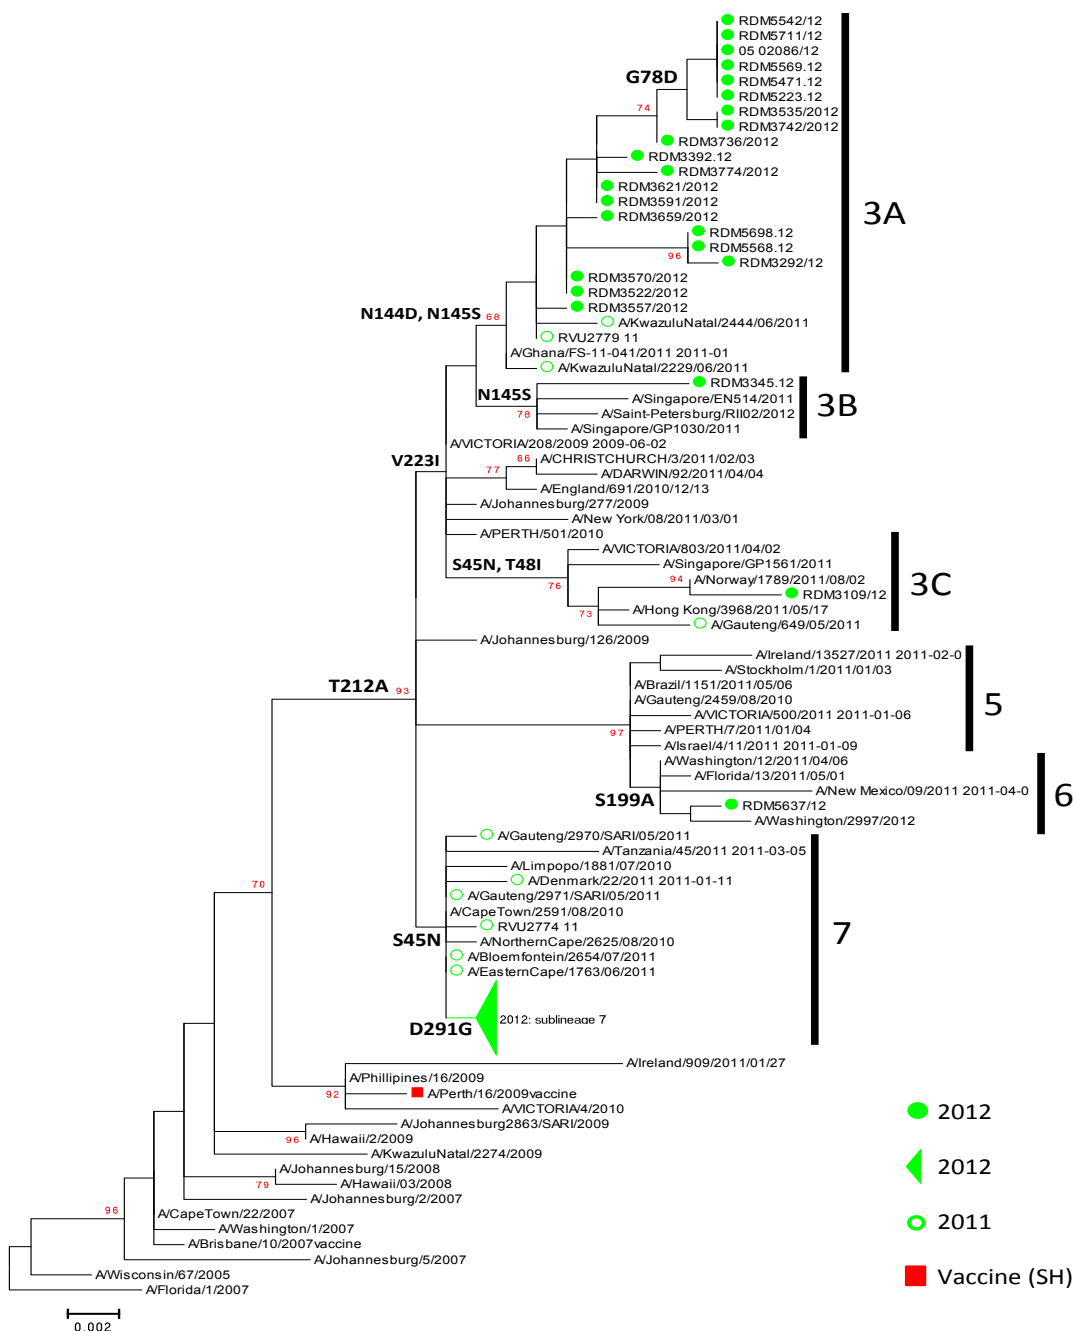 RDM5542/12
RDM5711/12
05 02086/12
RDM5569.12
G78D
RDM5471.12
RDM5223.12
74
RDM3535/2012
RDM3742/2012
RDM3736/2012
RDM3392.12
RDM3774/2012
RDM3621/2012
RDM3591/2012
3A
RDM3659/2012
RDM5698.12
RDM5568.12
96
RDM3292/12
RDM3570/2012
RDM3522/2012
RDM3557/2012
N144D, N145S
68
A/KwazuluNatal/2444/06/2011
RVU2779 11
A/Ghana/FS-11-041/2011 2011-01
A/KwazuluNatal/2229/06/2011
RDM3345.12
N145S
A/Singapore/EN514/2011
78
A/Saint-Petersburg/RII02/2012
3B
A/Singapore/GP1030/2011
A/VICTORIA/208/2009 2009-06-02
V223I
66
A/CHRISTCHURCH/3/2011/02/03
77
A/DARWIN/92/2011/04/04
A/England/691/2010/12/13
A/Johannesburg/277/2009
A/New York/08/2011/03/01
A/PERTH/501/2010
A/VICTORIA/803/2011/04/02
S45N, T48I
A/Singapore/GP1561/2011
76
94
A/Norway/1789/2011/08/02
3C
RDM3109/12
73
A/Hong Kong/3968/2011/05/17
A/Gauteng/649/05/2011
A/Johannesburg/126/2009
A/Ireland/13527/2011 2011-02-0
A/Stockholm/1/2011/01/03
T212A
93
A/Brazil/1151/2011/05/06
A/Gauteng/2459/08/2010
5
A/VICTORIA/500/2011 2011-01-06
97
A/PERTH/7/2011/01/04
A/Israel/4/11/2011 2011-01-09
A/Washington/12/2011/04/06
A/Florida/13/2011/05/01
S199A
A/New Mexico/09/2011 2011-04-0
6
RDM5637/12
A/Washington/2997/2012
A/Gauteng/2970/SARI/05/2011
A/Tanzania/45/2011 2011-03-05
A/Limpopo/1881/07/2010
70
A/Denmark/22/2011 2011-01-11
A/Gauteng/2971/SARI/05/2011
A/CapeTown/2591/08/2010
RVU2774 11
7
S45N
A/NorthernCape/2625/08/2010
A/Bloemfontein/2654/07/2011
A/EasternCape/1763/06/2011
D291G
2012: sublineage 7
A/Ireland/909/2011/01/27
A/Phillipines/16/2009
92
A/Perth/16/2009vaccine
A/VICTORIA/4/2010
A/Johannesburg2863/SARI/2009
96
A/Hawaii/2/2009
A/KwazuluNatal/2274/2009
A/Johannesburg/15/2008
79
A/Hawaii/03/2008
A/Johannesburg/2/2007
96
A/CapeTown/22/2007
A/Washington/1/2007
A/Brisbane/10/2007vaccine
A/Johannesburg/5/2007
A/Wisconsin/67/2005
A/Florida/1/2007
0.002
2012
2012
2011
Vaccine (SH)